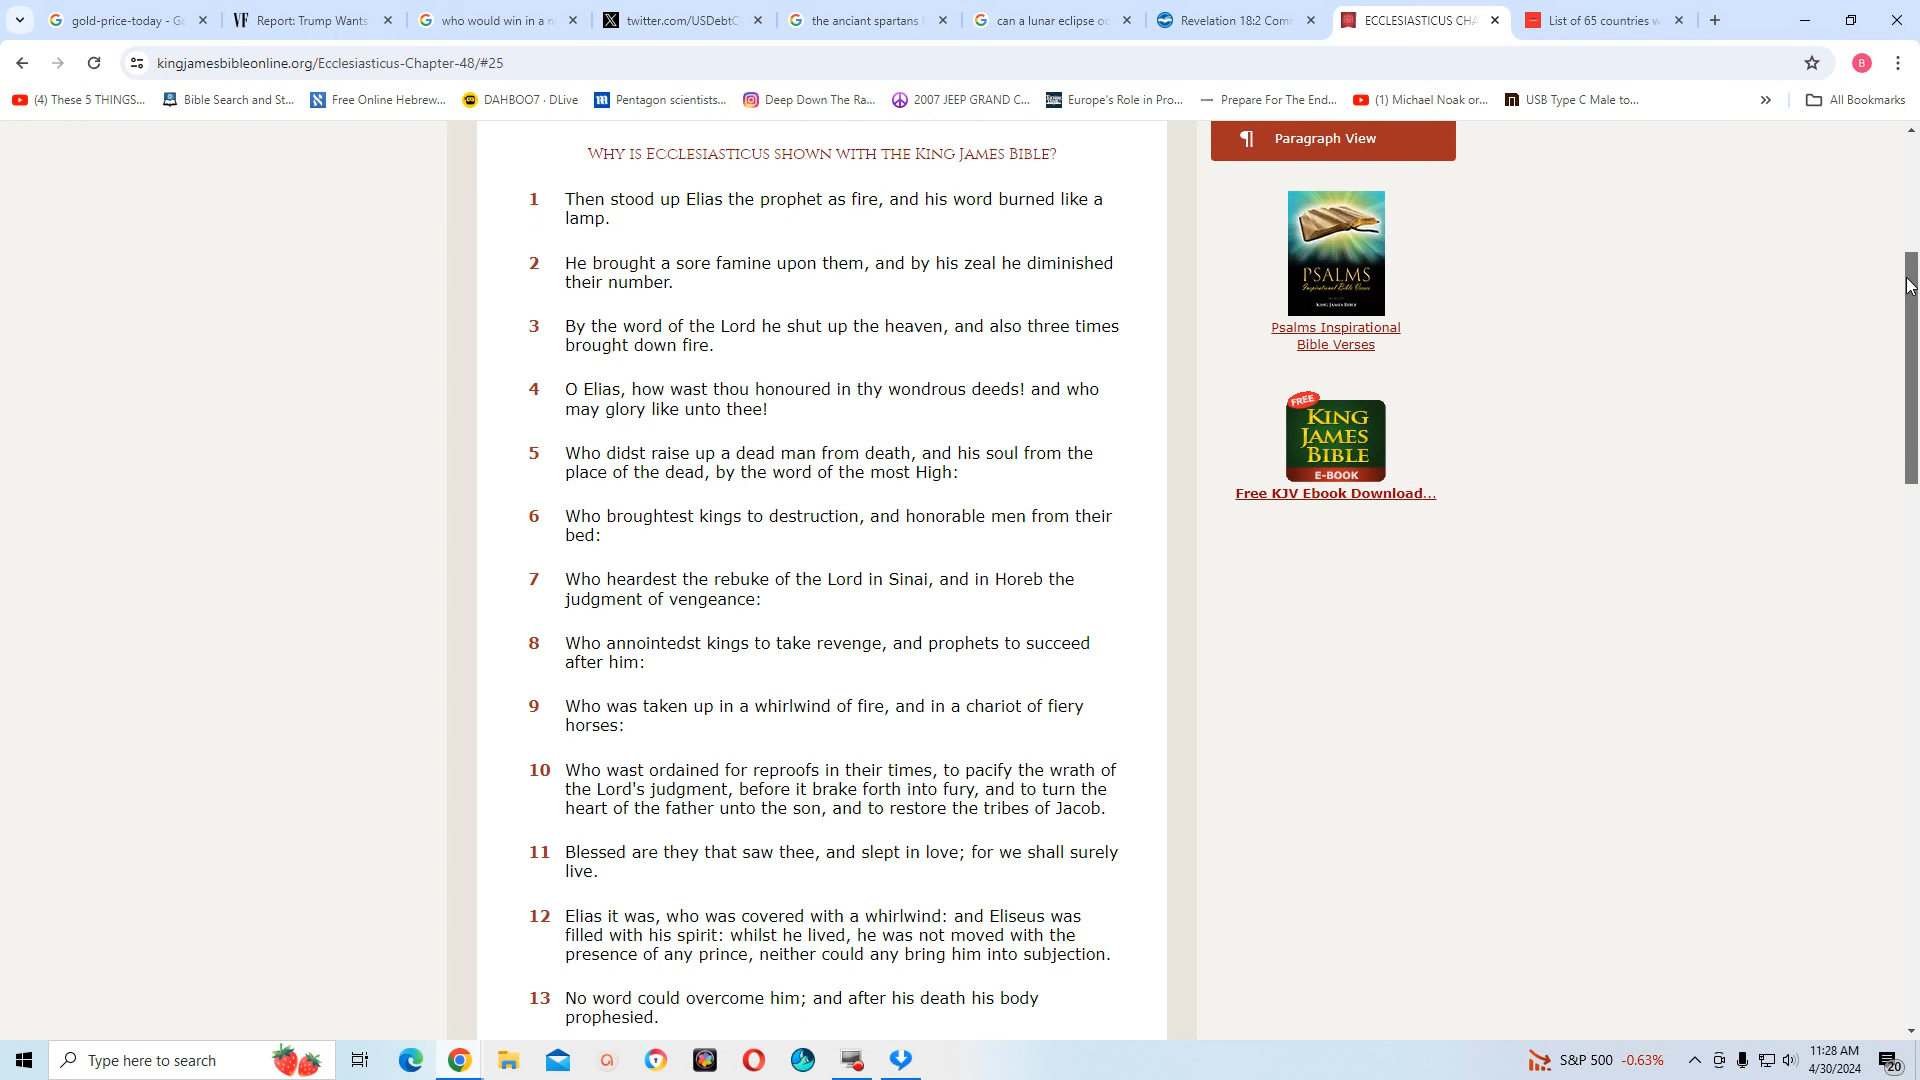 gold-price-today - Go
Report: Trump Wants
who would win in a n
twitter.com/USDebtC
the anciant spartans
can a lunar eclipse oc
Revelation 18:2 Com
ECCLESIASTICUS CHA
List of 65 countries w
kingjamesbibleonline.org/Ecclesiasticus-Chapter-48/#25
B
(4) These 5 THINGS...
Bible Search and St...
Free Online Hebrew...
DAHBOO7 · DLive
Pentagon scientists...
Deep Down The Ra...
2007 JEEP GRAND C...
Europe's Role in Pro...
Prepare For The End...
(1) Michael Noak or...
USB Type C Male to...
All Bookmarks
Why is Ecclesiasticus shown with the King James Bible?
1 Then stood up Elias the prophet as fire, and his word burned like a
lamp.
2 He brought a sore famine upon them, and by his zeal he diminished
their number.
3 By the word of the Lord he shut up the heaven, and also three times
brought down fire.
4 O Elias, how wast thou honoured in thy wondrous deeds! and who
may glory like unto thee!
5 Who didst raise up a dead man from death, and his soul from the
place of the dead, by the word of the most High:
6 Who broughtest kings to destruction, and honorable men from their
bed:
7 Who heardest the rebuke of the Lord in Sinai, and in Horeb the
judgment of vengeance:
8 Who annointedst kings to take revenge, and prophets to succeed
after him:
9 Who was taken up in a whirlwind of fire, and in a chariot of fiery
horses:
10 Who wast ordained for reproofs in their times, to pacify the wrath of
the Lord's judgment, before it brake forth into fury, and to turn the
heart of the father unto the son, and to restore the tribes of Jacob.
11 Blessed are they that saw thee, and slept in love; for we shall surely
live.
12 Elias it was, who was covered with a whirlwind: and Eliseus was
filled with his spirit: whilst he lived, he was not moved with the
presence of any prince, neither could any bring him into subjection.
13 No word could overcome him; and after his death his body
prophesied.
¶ Paragraph View
PSALMS
Inspirational Bible Verses
KING JAMES BIBLE
Psalms Inspirational
Bible Verses
FREE
KING
JAMES
BIBLE
E-BOOK
Free KJV Ebook Download...
Type here to search
S&P 500 -0.63%
11:28 AM
4/30/2024
20